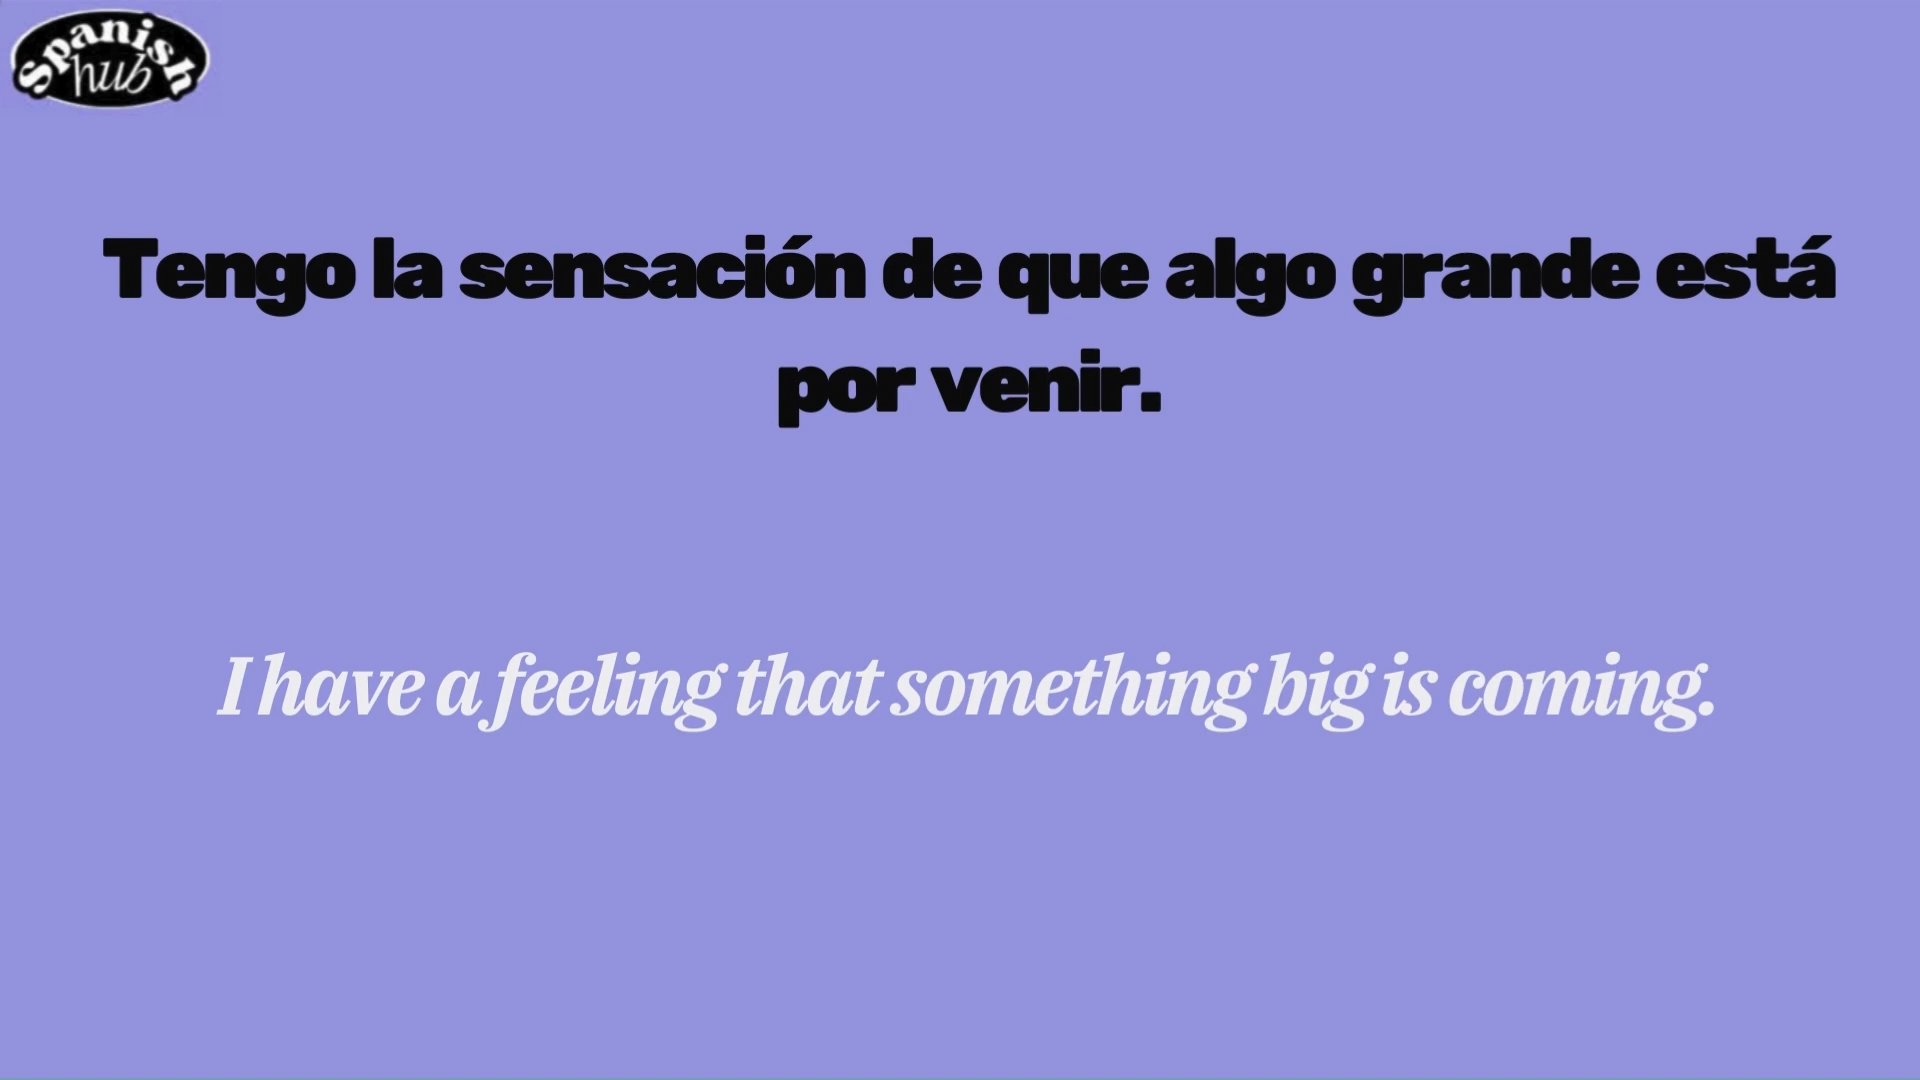 Spanish
hub
Tengo la sensación de que algo grande está
por venir.
I have a feeling that something big is coming.